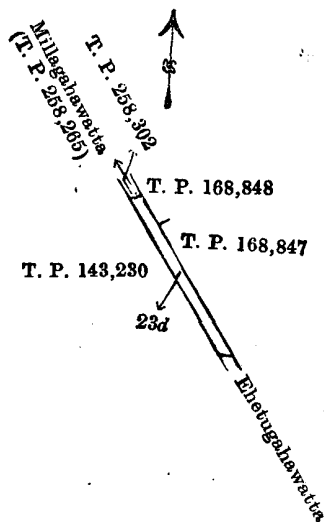 Millagahawatta
(T. P. 258,265)
T. P. 258,302
T. P. 168,848
T. P. 168,847
T. P. 143,230
23d
Ehetugahawatta